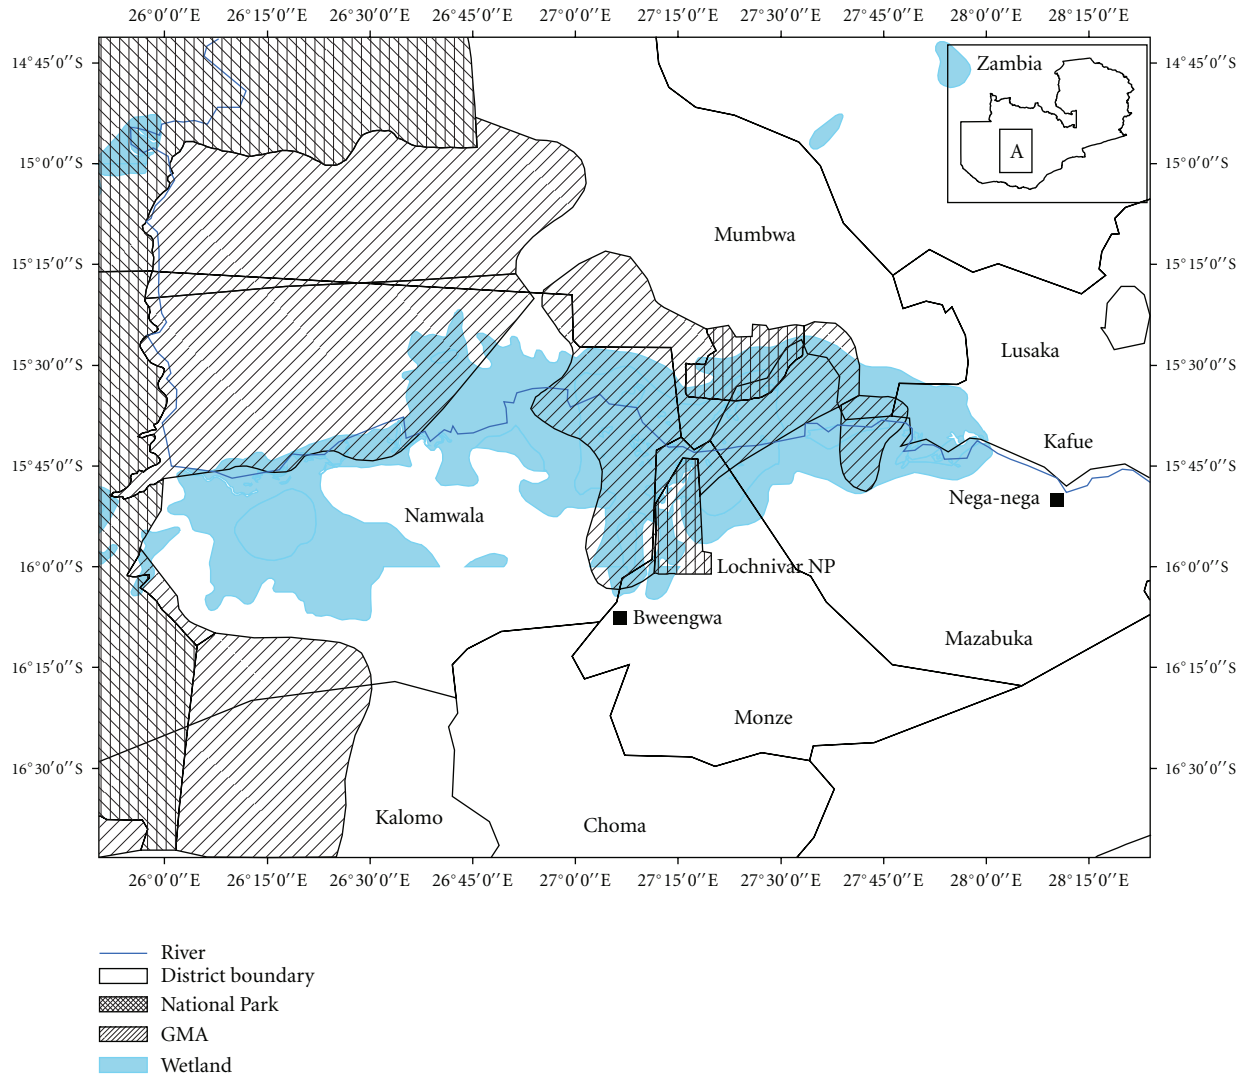 26°0′0″E 26°15′0″E 26°30′0″E 26°45′0″E 27°0′0″E 27°15′0″E 27°30′0″E 27°45′0″E 28°0′0″E 28°15′0″E
14°45′0″S Zambia 14°45′0″S
A
15°0′0″S 15°0′0″S
Mumbwa
15°15′0″S 15°15′0″S
Lusaka
15°30′0″S 15°30′0″S
Kafue
15°45′0″S 15°45′0″S
Nega-nega
Namwala
16°0′0″S Lochnivar NP 16°0′0″S
Bweengwa
Mazabuka
16°15′0″S 16°15′0″S
Monze
16°30′0″S 16°30′0″S
Kalomo
Choma
26°0′0″E 26°15′0″E 26°30′0″E 26°45′0″E 27°0′0″E 27°15′0″E 27°30′0″E 27°45′0″E 28°0′0″E 28°15′0″E
River
District boundary
National Park
GMA
Wetland